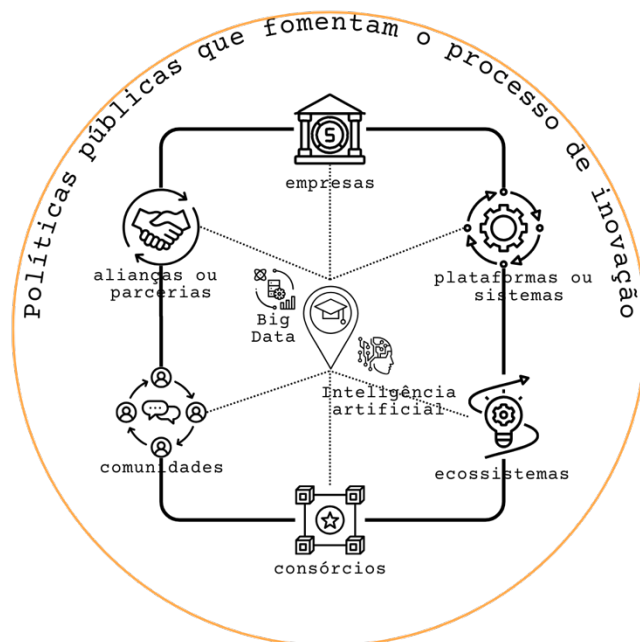 Políticas públicas que fomentam o processo de inovação
S
empresas
alianças ou
parcerias
plataformas ou
sistemas
Big
Data
Inteligência
artificial
comunidades
ecossistemas
consórcios